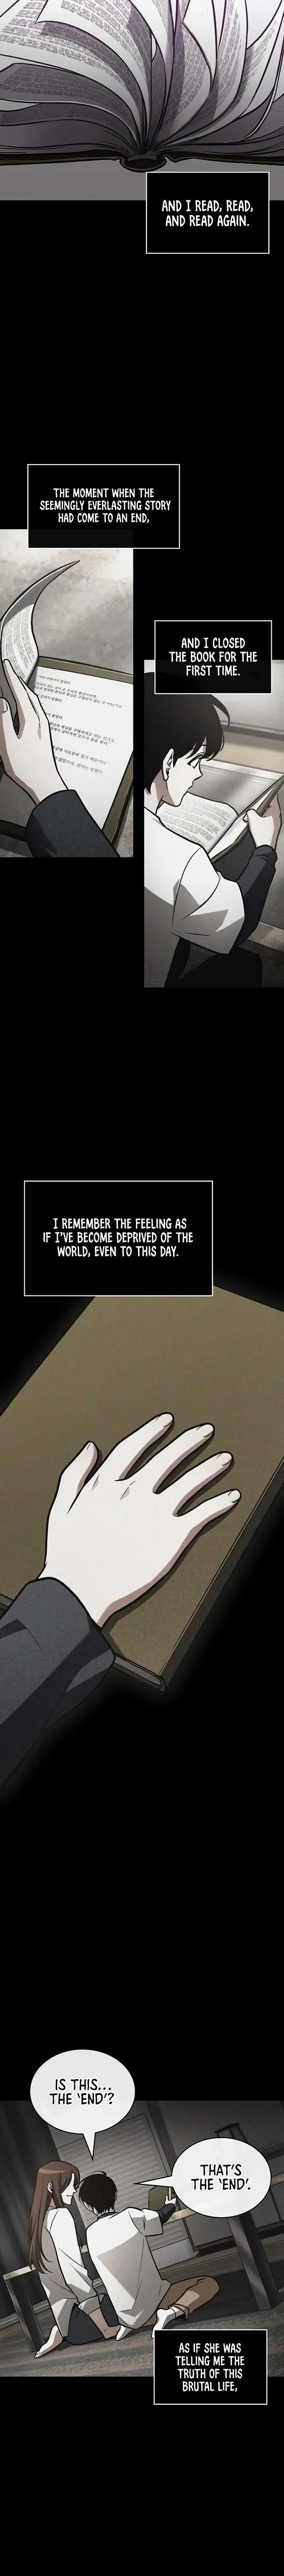 AND I READ, READ,
AND READ AGAIN.
THE MOMENT WHEN THE
SEEMINGLY EVERLASTING STORY
HAD COME TO AN END,
AND I CLOSED
THE BOOK FOR THE
FIRST TIME.
I REMEMBER THE FEELING AS
IF I'VE BECOME DEPRIVED OF THE
WORLD, EVEN TO THIS DAY.
IS THIS...
THE 'END'?
THAT'S
THE 'END'.
AS IF SHE WAS
TELLING ME THE
TRUTH OF THIS
BRUTAL LIFE,